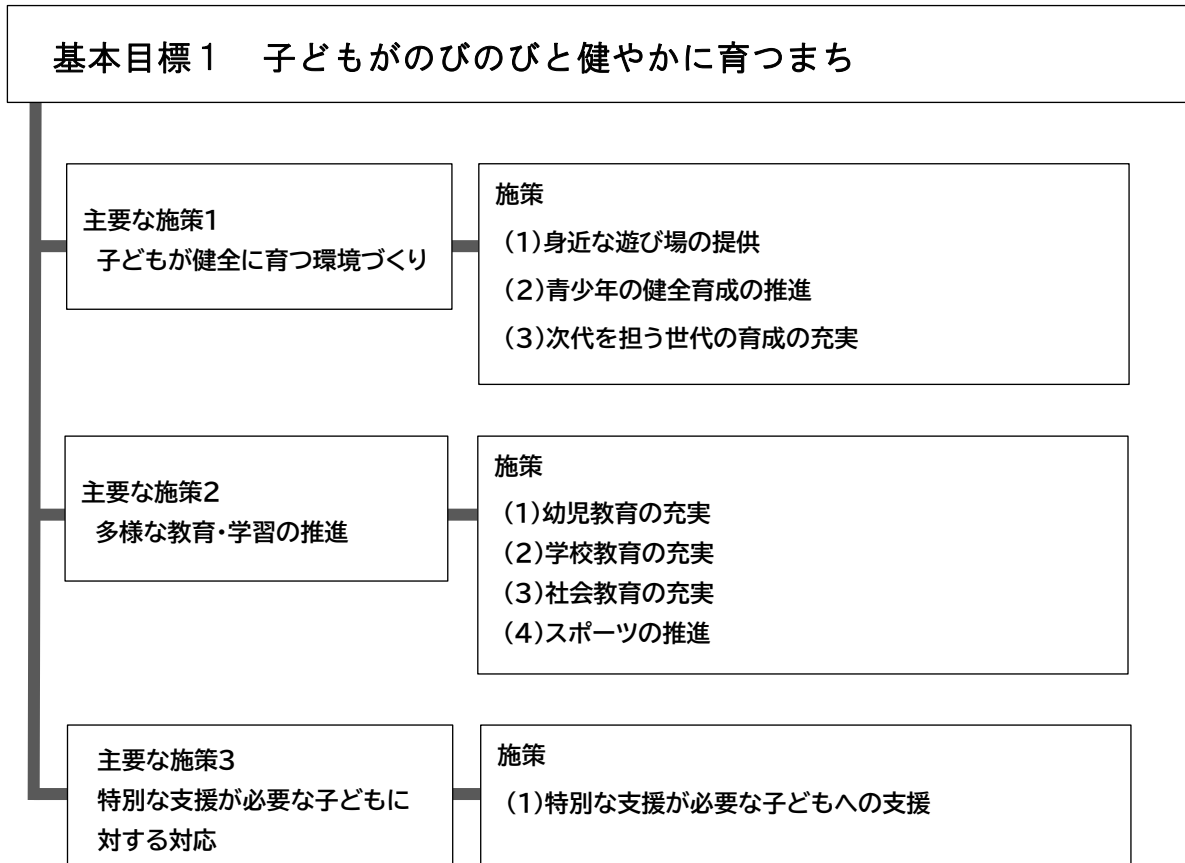 基本目標１　子どもがのびのびと健やかに育つまち
主要な施策1
子どもが健全に育つ環境づくり
施策
(1)身近な遊び場の提供
(2)青少年の健全育成の推進
(3)次代を担う世代の育成の充実
主要な施策2
多様な教育・学習の推進
施策
(1)幼児教育の充実
(2)学校教育の充実
(3)社会教育の充実
(4)スポーツの推進
主要な施策3
特別な支援が必要な子どもに
対する対応
施策
(1)特別な支援が必要な子どもへの支援